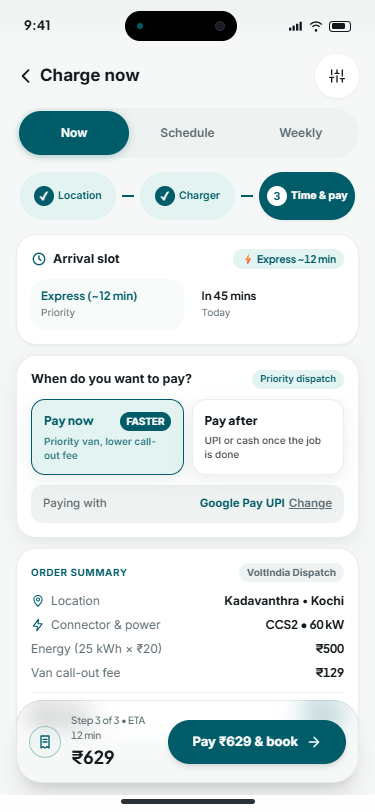 9:41
Charge now
Now Schedule Weekly
Location Charger 3 Time & pay
Arrival slot Express ~12 min
Express (~12 min) In 45 mins
Priority Today
When do you want to pay? Priority dispatch
Pay now FASTER Pay after
Priority van, lower call-out fee UPI or cash once the job is done
Paying with Google Pay UPI Change
ORDER SUMMARY VoltIndia Dispatch
Location Kadavanthra • Kochi
Connector & power CCS2 • 60 kW
Energy (25 kWh × ₹20) ₹500
Van call-out fee ₹129
Step 3 of 3 • ETA
12 min
₹629 Pay ₹629 & book →